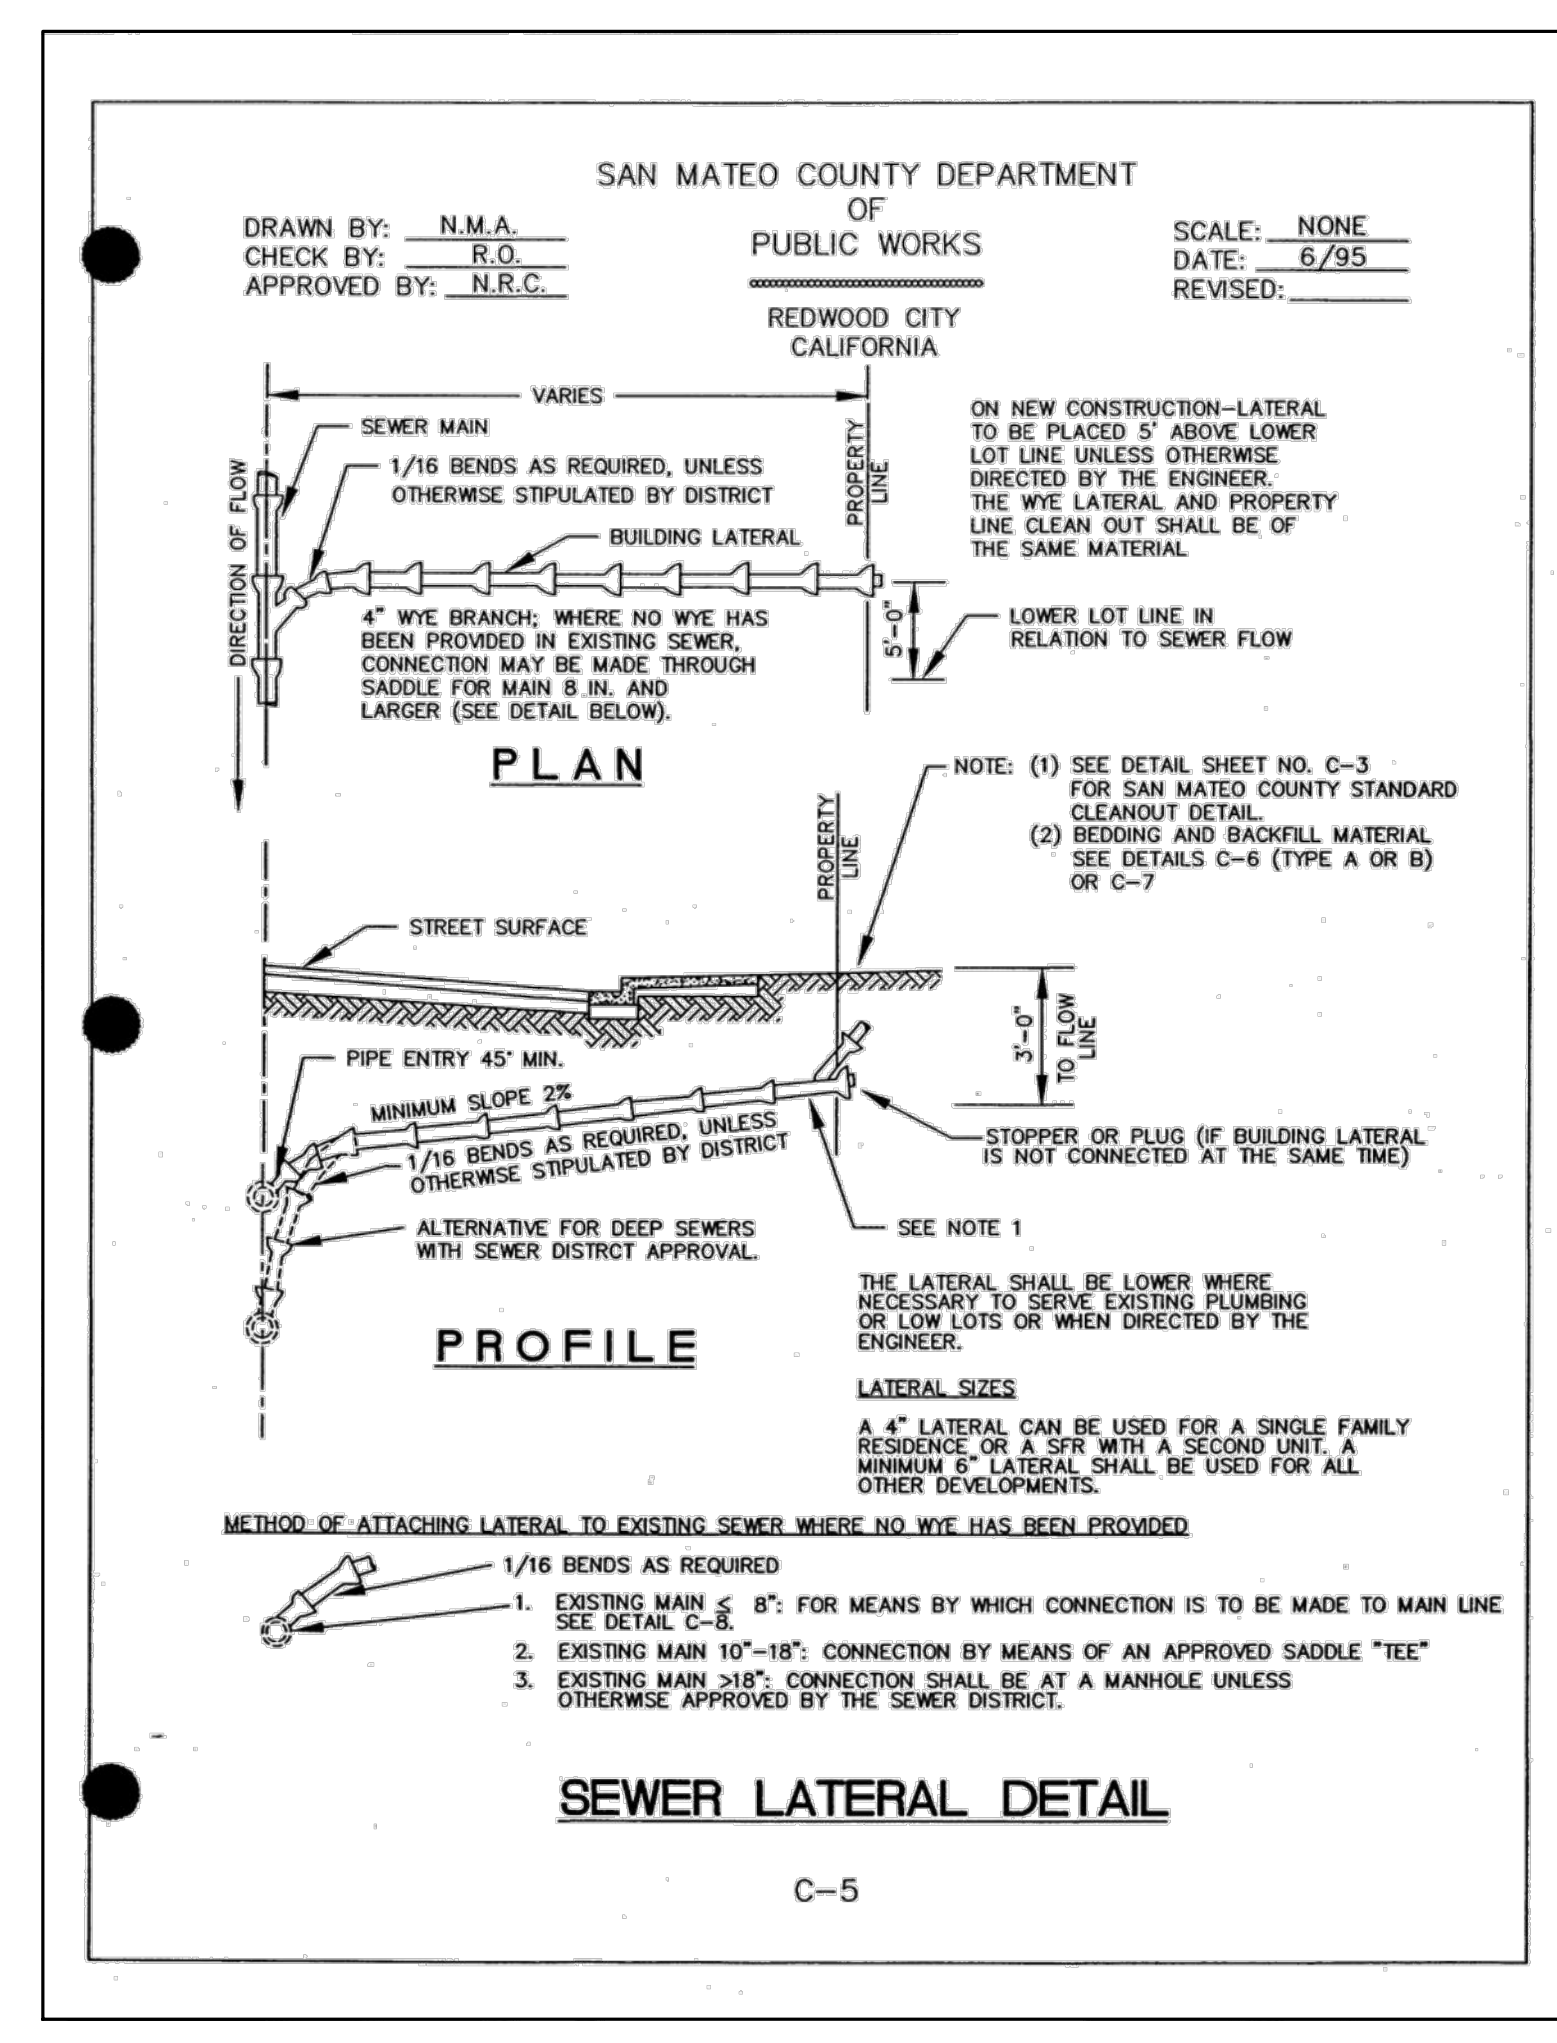 SAN MATEO COUNTY DEPARTMENT
OF
PUBLIC WORKS
REDWOOD CITY
CALIFORNIA
DRAWN BY: N.M.A.
CHECK BY: R.O.
APPROVED BY: N.R.C.
SCALE: NONE
DATE: 6/95
REVISED:
VARIES
SEWER MAIN
1/16 BENDS AS REQUIRED, UNLESS
OTHERWISE STIPULATED BY DISTRICT
BUILDING LATERAL
DIRECTION OF FLOW
PROPERTY
LINE
ON NEW CONSTRUCTION-LATERAL
TO BE PLACED 5' ABOVE LOWER
LOT LINE UNLESS OTHERWISE
DIRECTED BY THE ENGINEER.
THE WYE LATERAL AND PROPERTY
LINE CLEAN OUT SHALL BE OF
THE SAME MATERIAL
4" WYE BRANCH; WHERE NO WYE HAS
BEEN PROVIDED IN EXISTING SEWER,
CONNECTION MAY BE MADE THROUGH
SADDLE FOR MAIN 8 IN. AND
LARGER (SEE DETAIL BELOW).
5'-0"
LOWER LOT LINE IN
RELATION TO SEWER FLOW
PLAN
NOTE: (1) SEE DETAIL SHEET NO. C-3
FOR SAN MATEO COUNTY STANDARD
CLEANOUT DETAIL.
(2) BEDDING AND BACKFILL MATERIAL
SEE DETAILS C-6 (TYPE A OR B)
OR C-7
PROPERTY
LINE
STREET SURFACE
3'-0"
TO FLOW
LINE
PIPE ENTRY 45° MIN.
MINIMUM SLOPE 2%
1/16 BENDS AS REQUIRED, UNLESS
OTHERWISE STIPULATED BY DISTRICT
STOPPER OR PLUG (IF BUILDING LATERAL
IS NOT CONNECTED AT THE SAME TIME)
ALTERNATIVE FOR DEEP SEWERS
WITH SEWER DISTRCT APPROVAL.
SEE NOTE 1
PROFILE
THE LATERAL SHALL BE LOWER WHERE
NECESSARY TO SERVE EXISTING PLUMBING
OR LOW LOTS OR WHEN DIRECTED BY THE
ENGINEER.
LATERAL SIZES
A 4" LATERAL CAN BE USED FOR A SINGLE FAMILY
RESIDENCE OR A SFR WITH A SECOND UNIT. A
MINIMUM 6" LATERAL SHALL BE USED FOR ALL
OTHER DEVELOPMENTS.
METHOD OF ATTACHING LATERAL TO EXISTING SEWER WHERE NO WYE HAS BEEN PROVIDED
1/16 BENDS AS REQUIRED
1. EXISTING MAIN ≤ 8": FOR MEANS BY WHICH CONNECTION IS TO BE MADE TO MAIN LINE
SEE DETAIL C-8.
2. EXISTING MAIN 10"-18": CONNECTION BY MEANS OF AN APPROVED SADDLE "TEE"
3. EXISTING MAIN >18": CONNECTION SHALL BE AT A MANHOLE UNLESS
OTHERWISE APPROVED BY THE SEWER DISTRICT.
SEWER LATERAL DETAIL
C-5